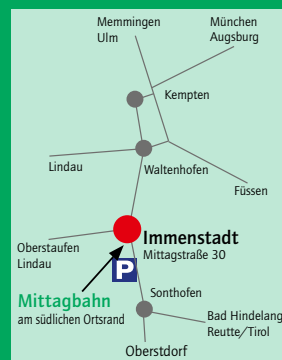 Memmingen
Ulm
München
Augsburg
Kempten
Waltenhofen
Lindau
Füssen
Immenstadt
Mittagstraße 30
Oberstaufen
Lindau
P
Mittagbahn
am südlichen Ortsrand
Sonthofen
Bad Hindelang
Reutte/Tirol
Oberstdorf